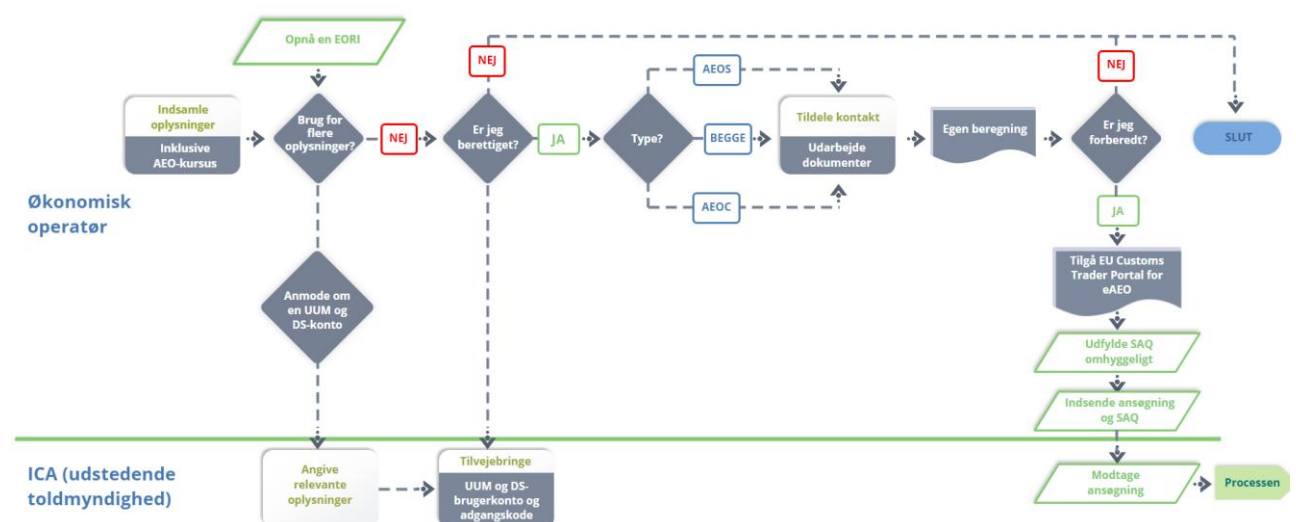 Opnå en EORI
NEJ
NEJ
AEOS
Indsamle
oplysninger
Inklusive
AEO-kursus
Brug for
flere
oplysninger?
NEJ
Er jeg
berettiget?
JA
Type?
BEGGE
Tildele kontakt
Udarbejde
dokumenter
Egen beregning
Er jeg
forberedt?
SLUT
AEOC
JA
Økonomisk
operatør
Tilgå EU Customs
Trader Portal for
eAEO
Anmode om
en UUM og
DS-konto
Udfylde SAQ
omhyggeligt
Indsende ansøgning
og SAQ
ICA (udstedende
toldmyndighed)
Angive
relevante
oplysninger
Tilvejebringe
UUM og DS-
brugerkonto og
adgangskode
Modtage
ansøgning
Processen